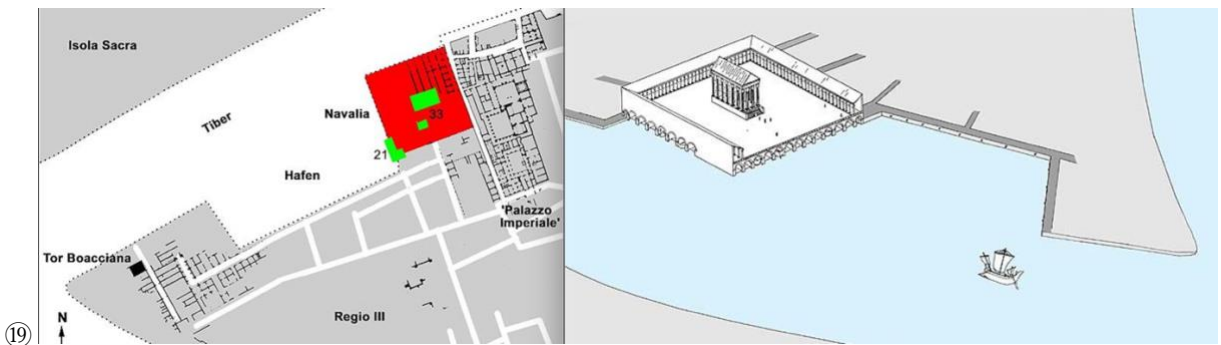 Isola Sacra
Tiber
Navalia
33
21
Hafen
'Palazzo
Imperiale'
Tor Boacciana
Regio III
N
⑲